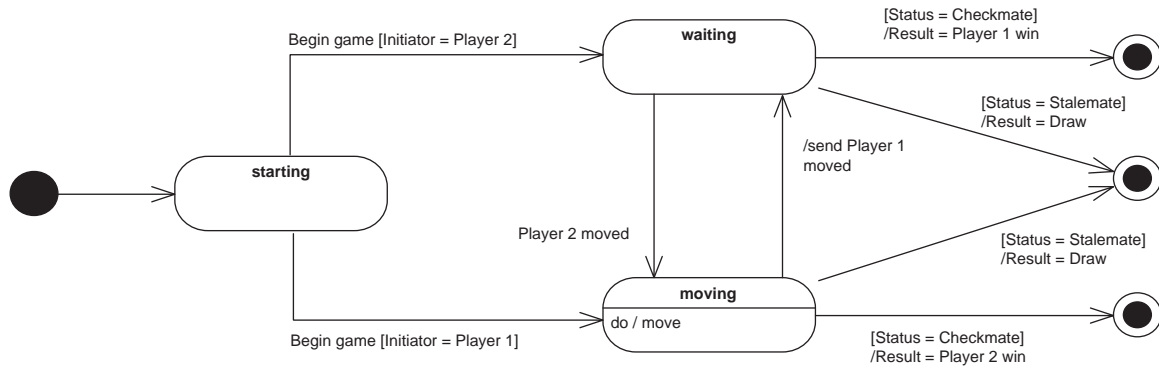 [Status = Checkmate]
/Result = Player 1 win
Begin game [Initiator = Player 2]
waiting
[Status = Stalemate]
/Result = Draw
/send Player 1
moved
starting
Player 2 moved
[Status = Stalemate]
/Result = Draw
moving
do / move
Begin game [Initiator = Player 1]
[Status = Checkmate]
/Result = Player 2 win